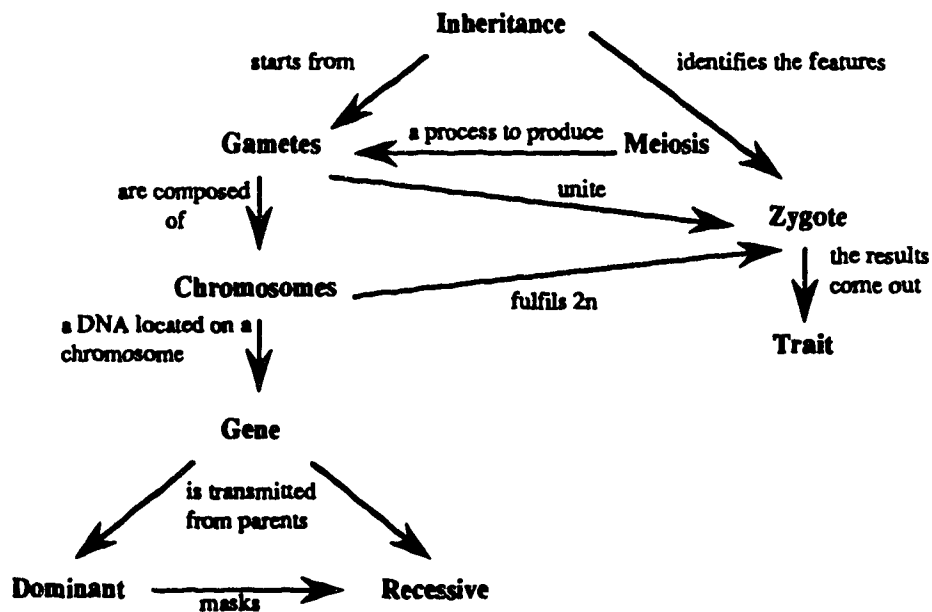 Inheritance
starts from
identifies the features
Gametes
a process to produce
Meiosis
are composed
of
unite
Zygote
the results
come out
Chromosomes
fulfils 2n
a DNA located on a
chromosome
Trait
Gene
is transmitted
from parents
Dominant
masks
Recessive